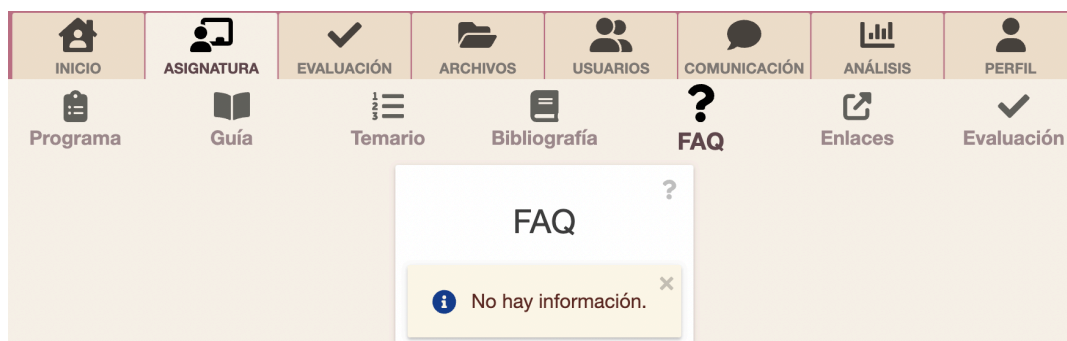 INICIO ASIGNATURA EVALUACIÓN ARCHIVOS USUARIOS COMUNICACIÓN ANÁLISIS PERFIL
Programa Guía Temario Bibliografía FAQ Enlaces Evaluación
FAQ
No hay información.